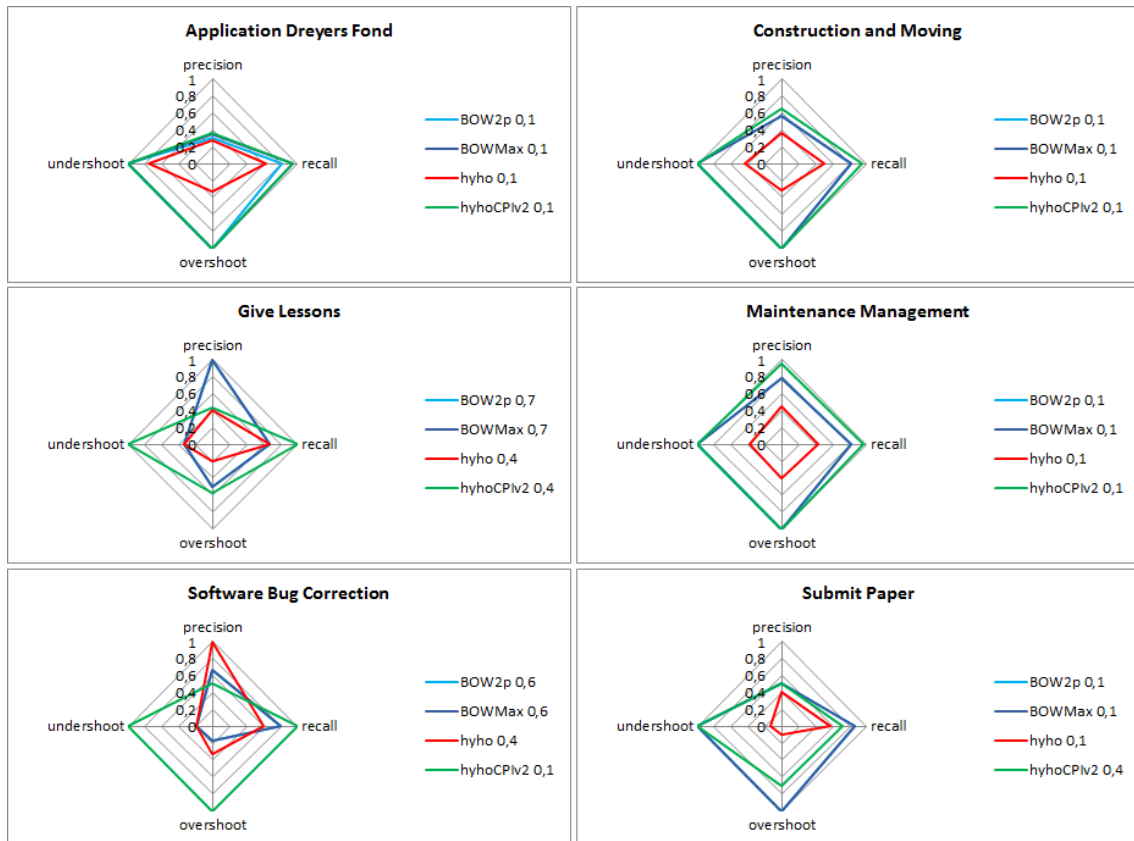 Application Dreyers Fond
precision
1
0,8
0,6
0,4
0,2
0
undershoot
recall
overshoot
BOW2p 0,1
BOWMax 0,1
hyho 0,1
hyhoCPIv2 0,1
Construction and Moving
precision
1
0,8
0,6
0,4
0,2
0
undershoot
recall
overshoot
BOW2p 0,1
BOWMax 0,1
hyho 0,1
hyhoCPIv2 0,1
Give Lessons
precision
1
0,8
0,6
0,4
0,2
0
undershoot
recall
overshoot
BOW2p 0,7
BOWMax 0,7
hyho 0,4
hyhoCPIv2 0,4
Maintenance Management
precision
1
0,8
0,6
0,4
0,2
0
undershoot
recall
overshoot
BOW2p 0,1
BOWMax 0,1
hyho 0,1
hyhoCPIv2 0,1
Software Bug Correction
precision
1
0,8
0,6
0,4
0,2
0
undershoot
recall
overshoot
BOW2p 0,6
BOWMax 0,6
hyho 0,4
hyhoCPIv2 0,1
Submit Paper
precision
1
0,8
0,6
0,4
0,2
0
undershoot
recall
overshoot
BOW2p 0,1
BOWMax 0,1
hyho 0,1
hyhoCPIv2 0,4